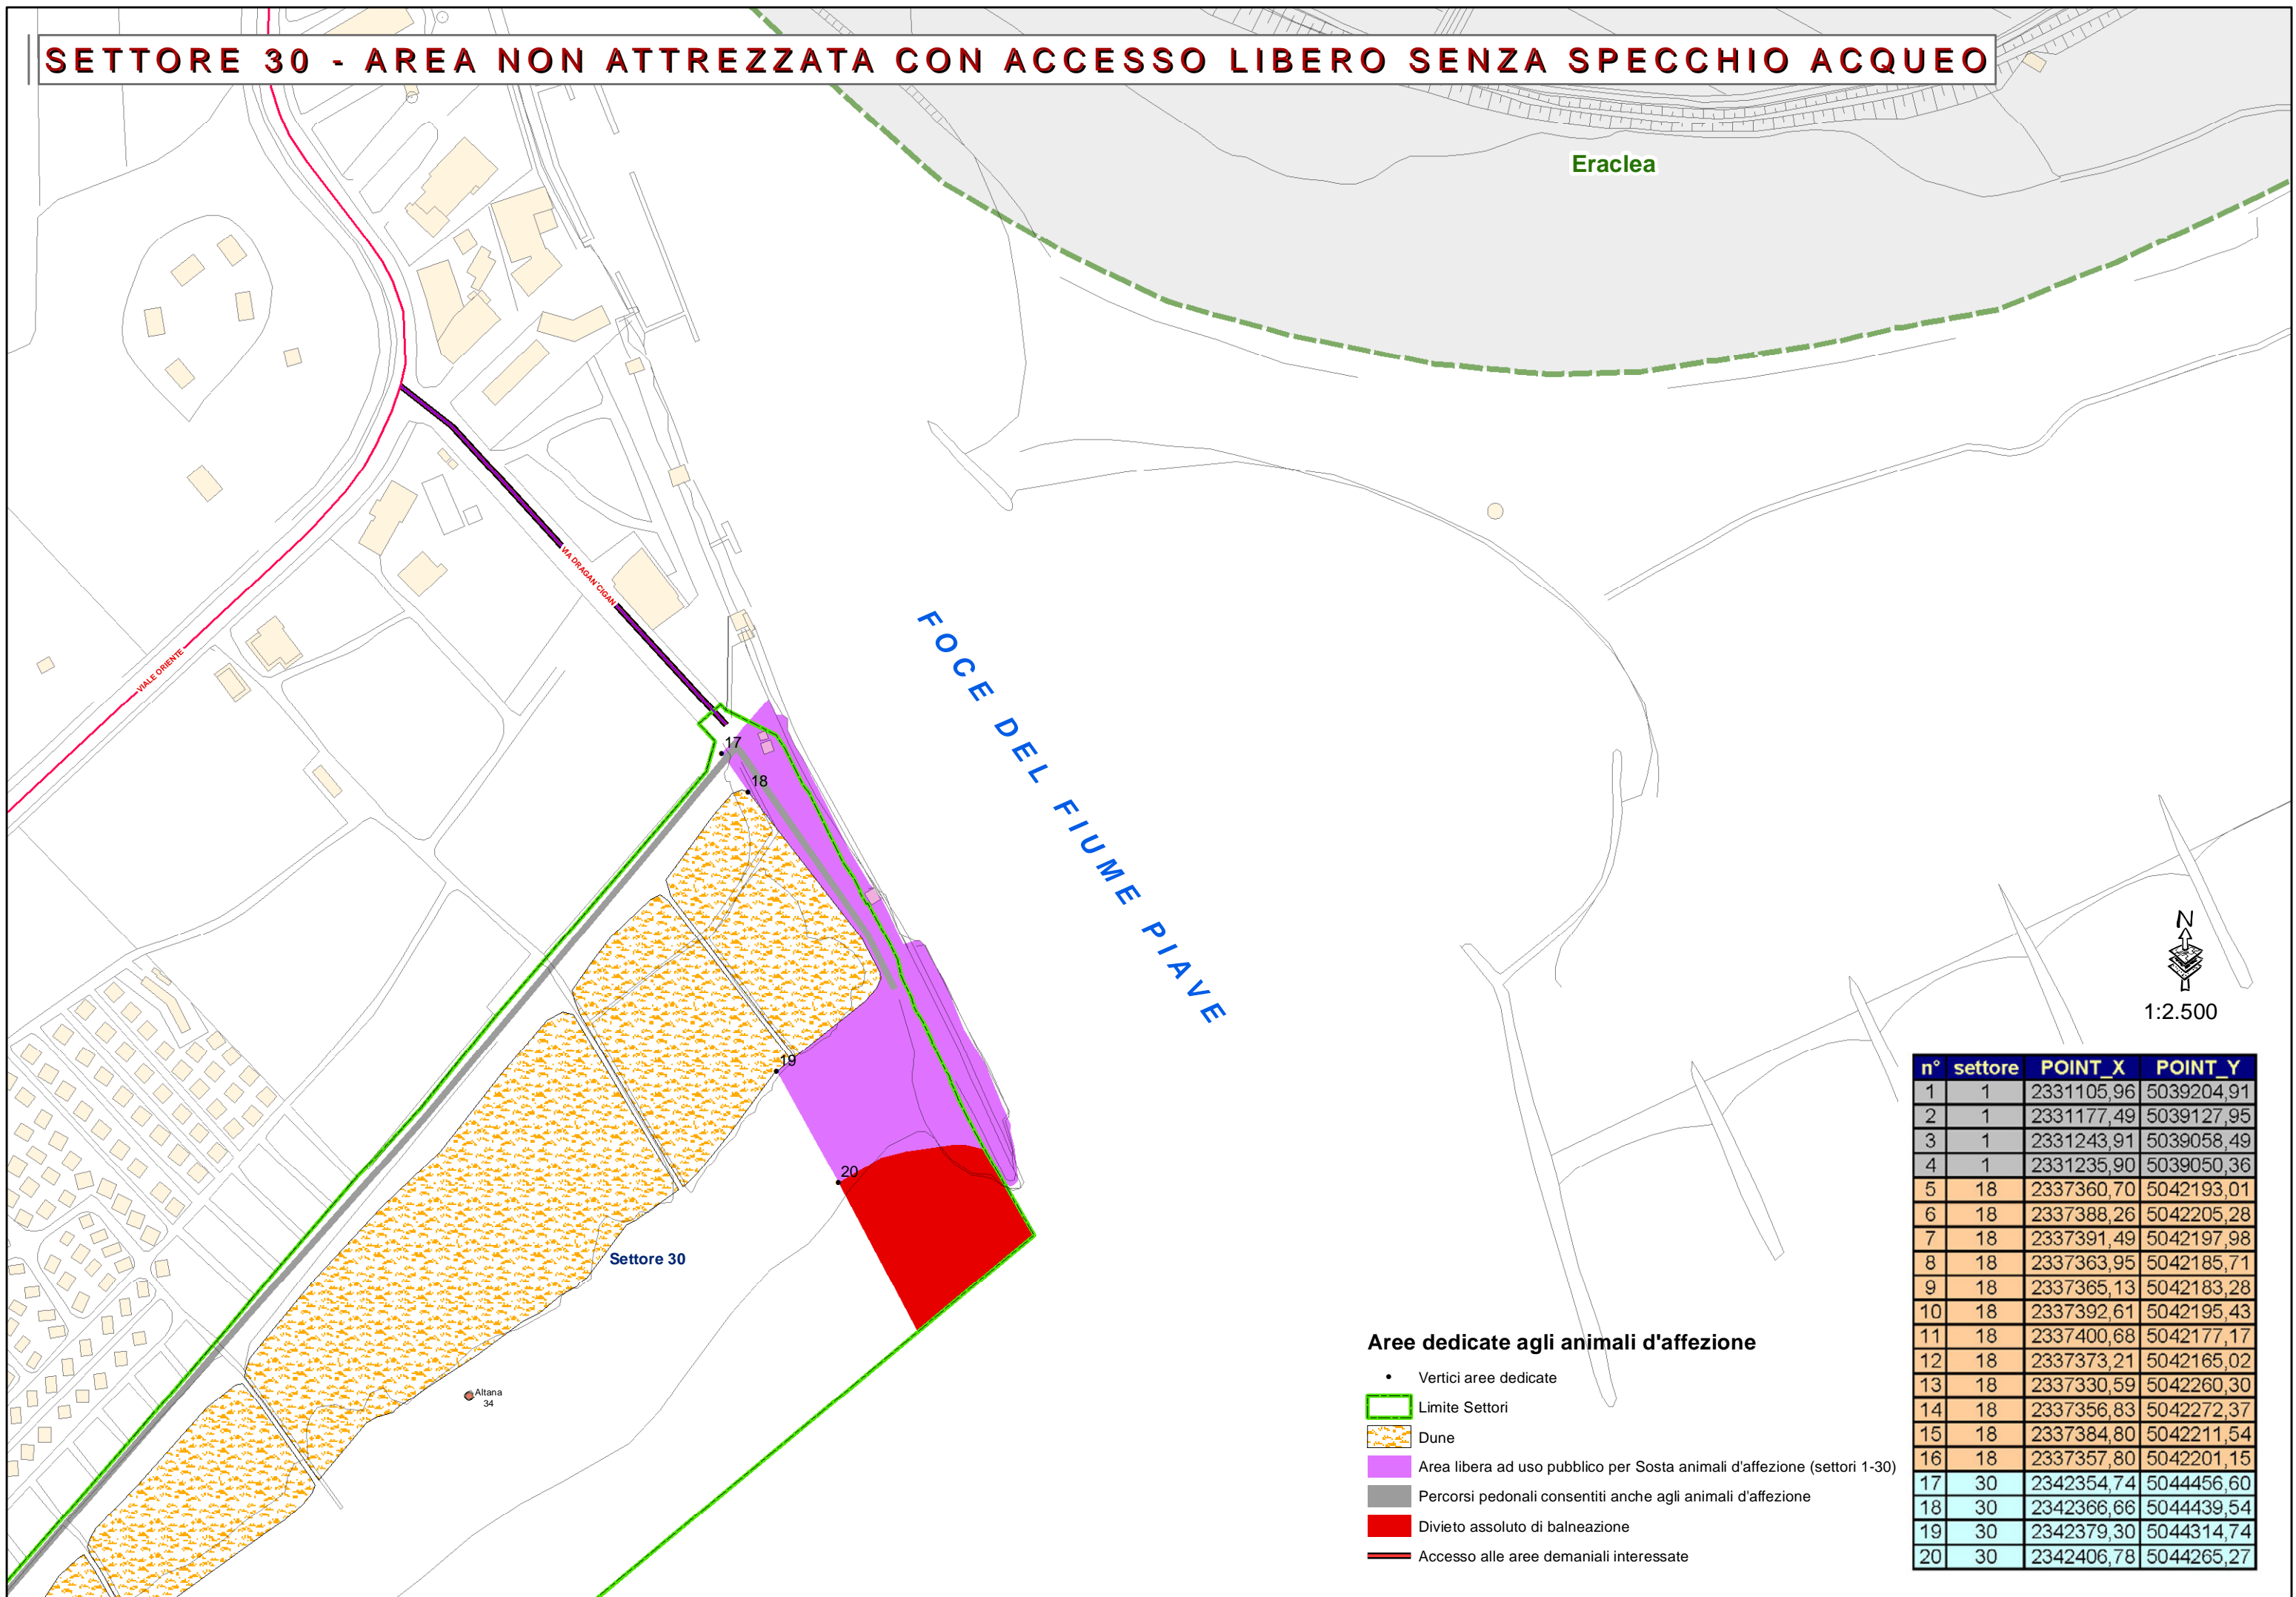 SETTORE 30 - AREA NON ATTREZZATA CON ACCESSO LIBERO SENZA SPECCHIO ACQUEO
Eraclea
VIA DRAGAN CIGAN
VIALE ORIENTE
FOCE DEL FIUME PIAVE
17
18
19
20
Settore 30
Altana
34
N
1:2.500
Aree dedicate agli animali d'affezione
Vertici aree dedicate
Limite Settori
Dune
Area libera ad uso pubblico per Sosta animali d'affezione (settori 1-30)
Percorsi pedonali consentiti anche agli animali d'affezione
Divieto assoluto di balneazione
Accesso alle aree demaniali interessate
n° settore POINT_X POINT_Y
1 1 2331105,96 5039204,91
2 1 2331177,49 5039127,95
3 1 2331243,91 5039058,49
4 1 2331235,90 5039050,36
5 18 2337360,70 5042193,01
6 18 2337388,26 5042205,28
7 18 2337391,49 5042197,98
8 18 2337363,95 5042185,71
9 18 2337365,13 5042183,28
10 18 2337392,61 5042195,43
11 18 2337400,68 5042177,17
12 18 2337373,21 5042165,02
13 18 2337330,59 5042260,30
14 18 2337356,83 5042272,37
15 18 2337384,80 5042211,54
16 18 2337357,80 5042201,15
17 30 2342354,74 5044456,60
18 30 2342366,66 5044439,54
19 30 2342379,30 5044314,74
20 30 2342406,78 5044265,27